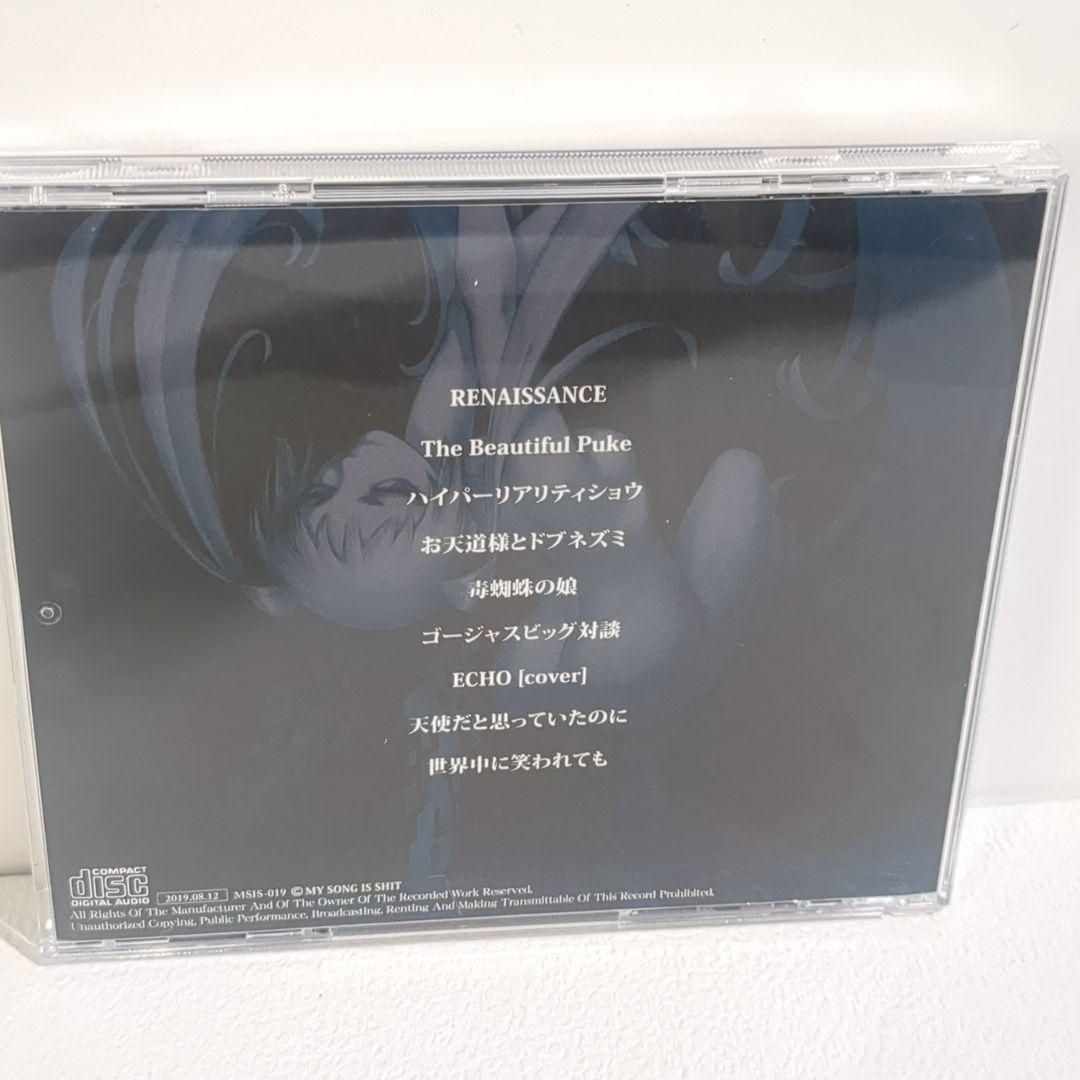 RENAISSANCE
The Beautiful Puke
ハイパーリアリティショウ
お天道様とドブネズミ
毒蜘蛛の娘
ゴージャスビッグ対談
ECHO [cover]
天使だと思っていたのに
世界中に笑われても
COMPACT
disc
DIGITAL AUDIO
2019.08.12 MSIS-019 ©MY SONG IS SHIT
All Rights Of The Manufacturer And Of The Owner Of The Recorded Work Reserved.
Unauthorized Copying, Public Performance, Broadcasting, Renting And Making Transmittable Of This Record Prohibited.